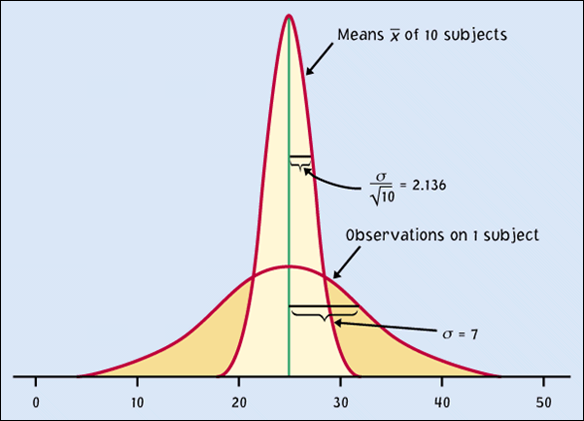 Means x̅ of 10 subjects
σ/√10 = 2.136
Observations on 1 subject
σ = 7
0 10 20 30 40 50